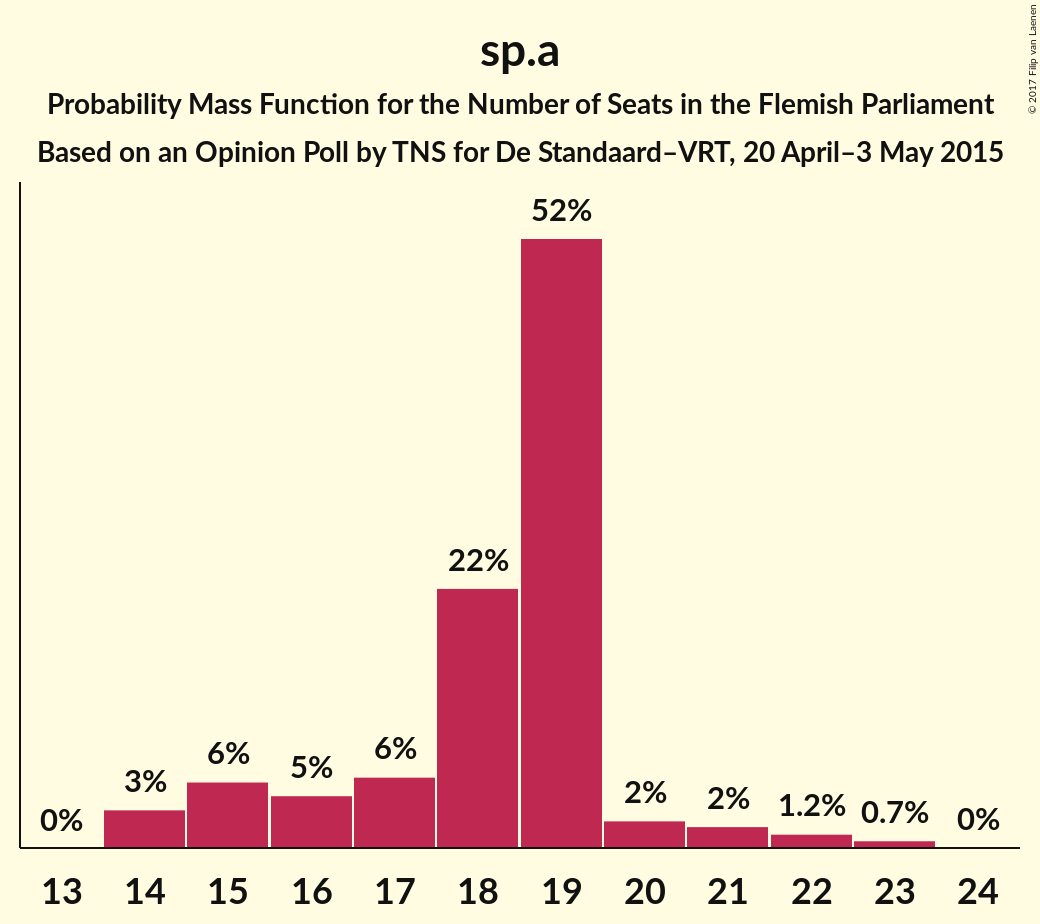 sp.a
Probability Mass Function for the Number of Seats in the Flemish Parliament
Based on an Opinion Poll by TNS for De Standaard–VRT, 20 April–3 May 2015
© 2017 Filip van Laenen
52%
22%
6%
5%
6%
3%
0%
2%
2%
1.2%
0.7%
0%
13 14 15 16 17 18 19 20 21 22 23 24